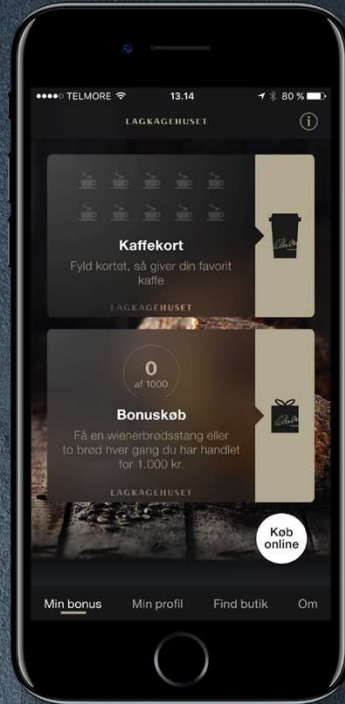 TELMORE 13.14 80 %
LAGKAGEHUSET
Kaffekort
Fyld kortet, så giver din favorit
kaffe
LAGKAGEHUSET
0
af 1000
Bonuskøb
Få en wienerbrødsstang eller
to brød hver gang du har handlet
for 1.000 kr.
LAGKAGEHUSET
Køb
online
Min bonus Min profil Find butik Om